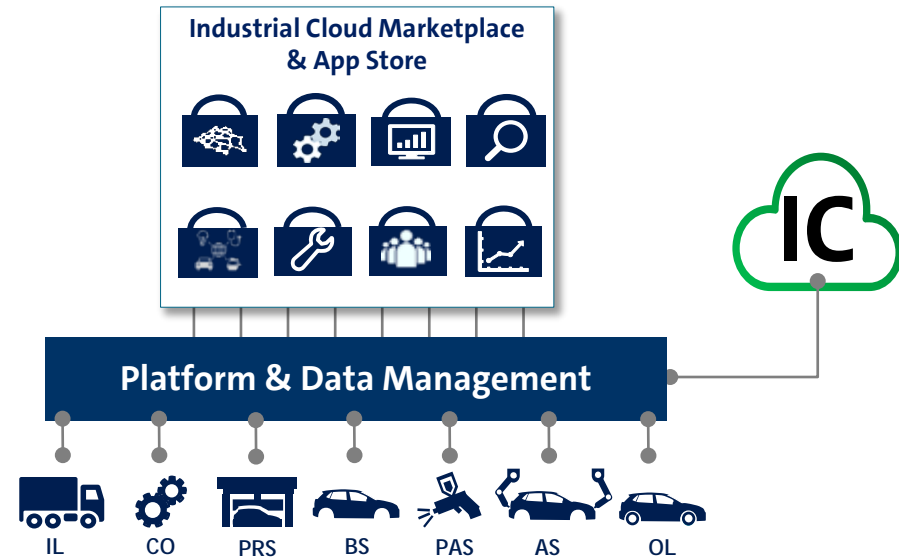 Industrial Cloud Marketplace
& App Store
IC
Platform & Data Management
IL CO PRS BS PAS AS OL